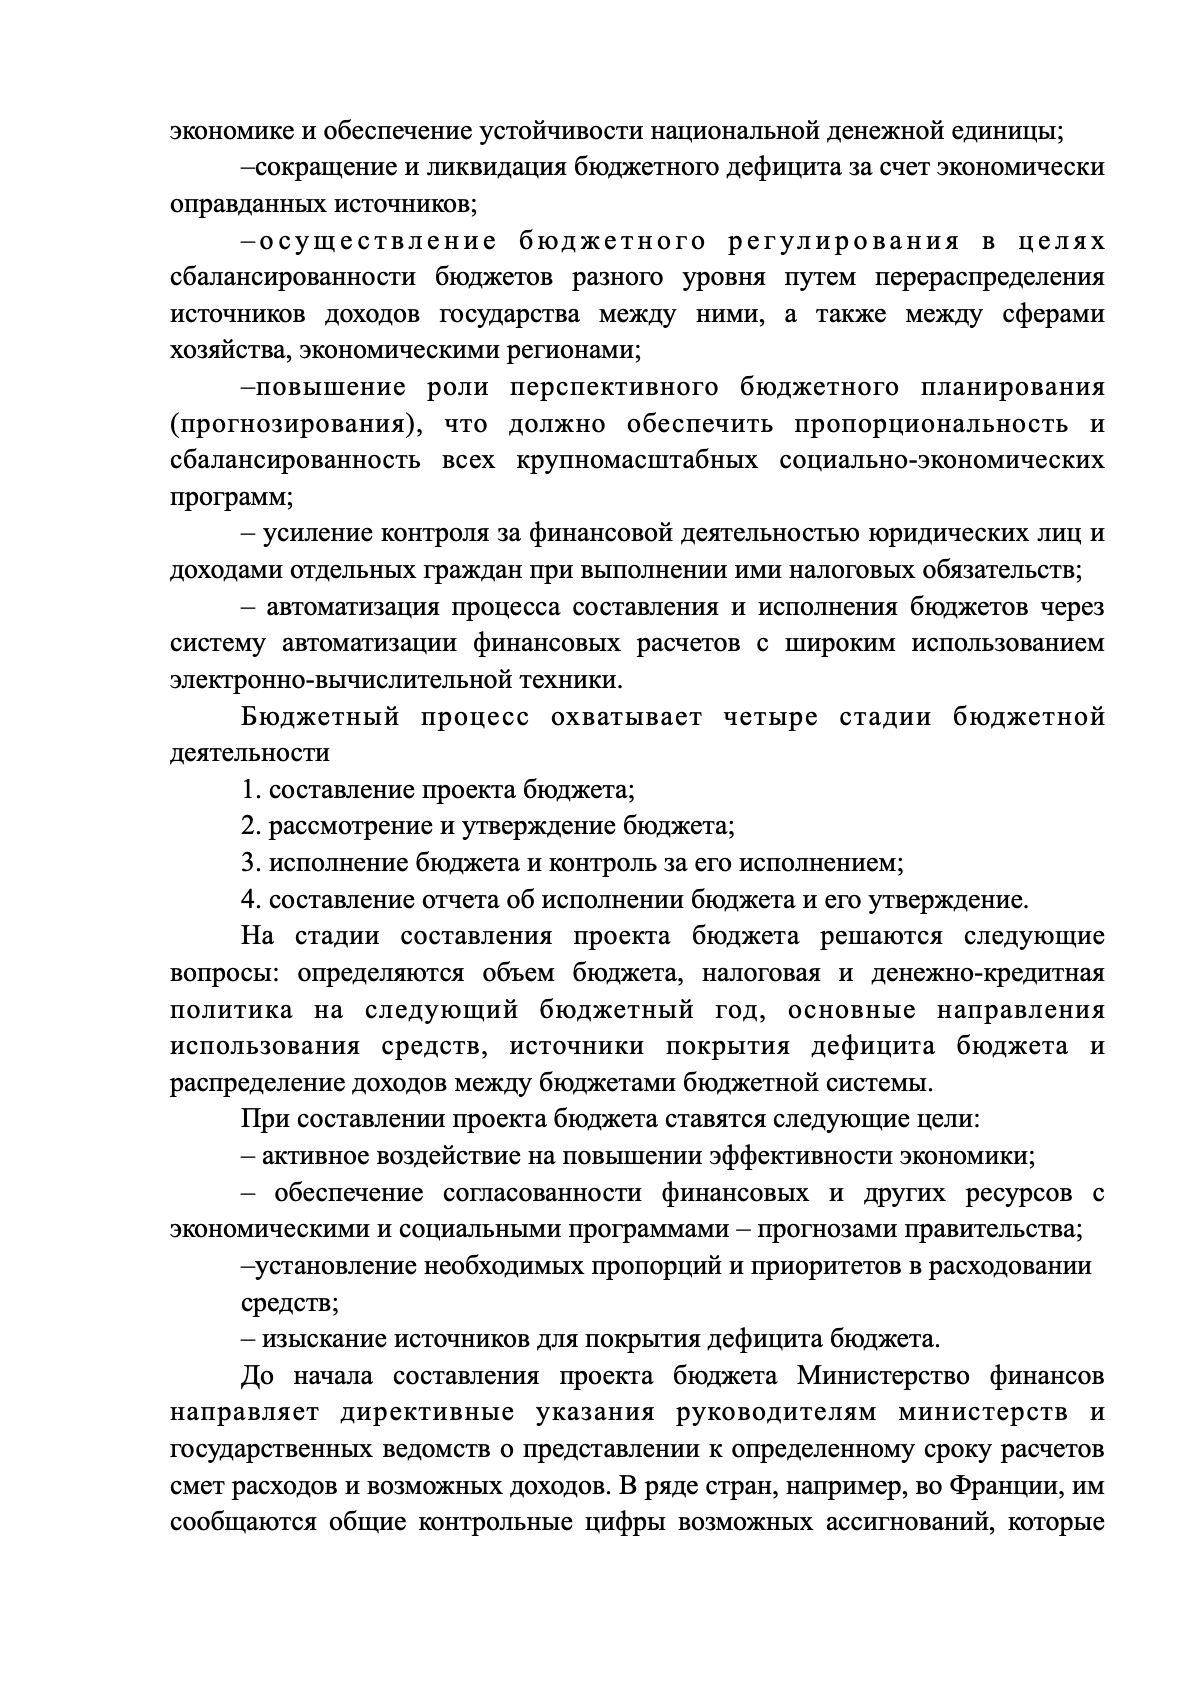 экономике и обеспечение устойчивости национальной денежной единицы;
–сокращение и ликвидация бюджетного дефицита за счет экономически
оправданных источников;
–осуществление бюджетного регулирования в целях
сбалансированности бюджетов разного уровня путем перераспределения
источников доходов государства между ними, а также между сферами
хозяйства, экономическими регионами;
–повышение роли перспективного бюджетного планирования
(прогнозирования), что должно обеспечить пропорциональность и
сбалансированность всех крупномасштабных социально-экономических
программ;
– усиление контроля за финансовой деятельностью юридических лиц и
доходами отдельных граждан при выполнении ими налоговых обязательств;
– автоматизация процесса составления и исполнения бюджетов через
систему автоматизации финансовых расчетов с широким использованием
электронно-вычислительной техники.
Бюджетный процесс охватывает четыре стадии бюджетной
деятельности
1. составление проекта бюджета;
2. рассмотрение и утверждение бюджета;
3. исполнение бюджета и контроль за его исполнением;
4. составление отчета об исполнении бюджета и его утверждение.
На стадии составления проекта бюджета решаются следующие
вопросы: определяются объем бюджета, налоговая и денежно-кредитная
политика на следующий бюджетный год, основные направления
использования средств, источники покрытия дефицита бюджета и
распределение доходов между бюджетами бюджетной системы.
При составлении проекта бюджета ставятся следующие цели:
– активное воздействие на повышении эффективности экономики;
– обеспечение согласованности финансовых и других ресурсов с
экономическими и социальными программами – прогнозами правительства;
–установление необходимых пропорций и приоритетов в расходовании
средств;
– изыскание источников для покрытия дефицита бюджета.
До начала составления проекта бюджета Министерство финансов
направляет директивные указания руководителям министерств и
государственных ведомств о представлении к определенному сроку расчетов
смет расходов и возможных доходов. В ряде стран, например, во Франции, им
сообщаются общие контрольные цифры возможных ассигнований, которые